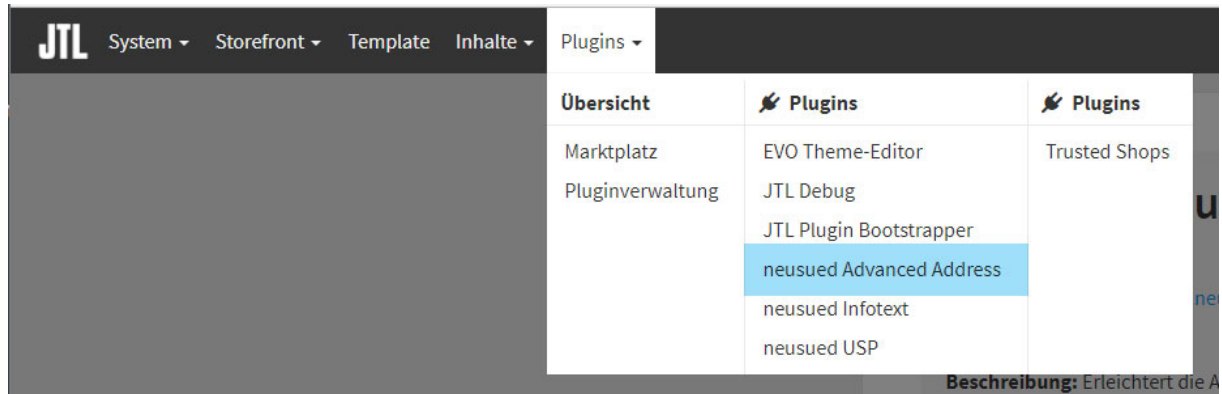 JTL System Storefront Template Inhalte Plugins
Übersicht
Marktplatz
Pluginverwaltung
Plugins
EVO Theme-Editor
JTL Debug
JTL Plugin Bootstrapper
neusued Advanced Address
neusued Infotext
neusued USP
Plugins
Trusted Shops
Beschreibung: Erleichtert die